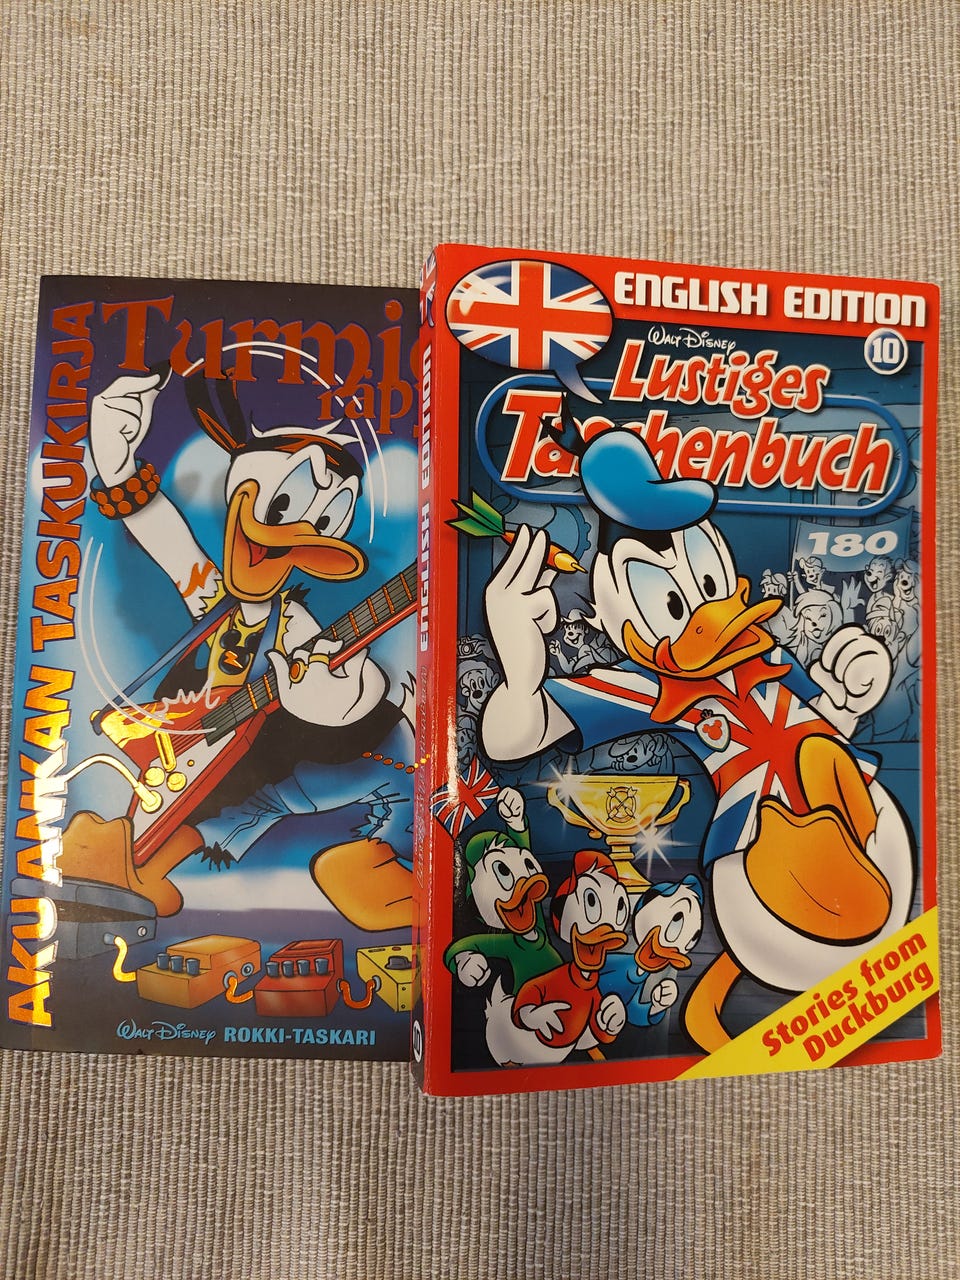 AKU ANKAN TASKUKIRJA
WALT DISNEY ROKKI-TASKARI
ENGLISH EDITION
10
ENGLISH EDITION
10
WALT DISNEY
LUSTIGES
TASCHENBUCH
180
Stories from
Duckburg